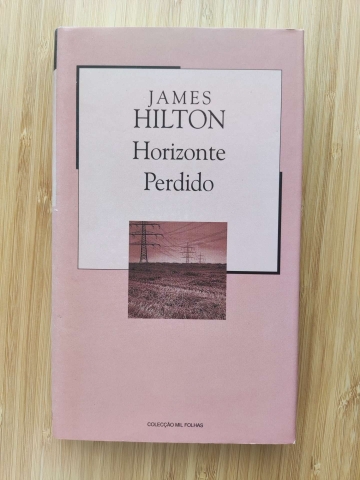 JAMES
HILTON
Horizonte
Perdido
COLECÇÃO MIL FOLHAS